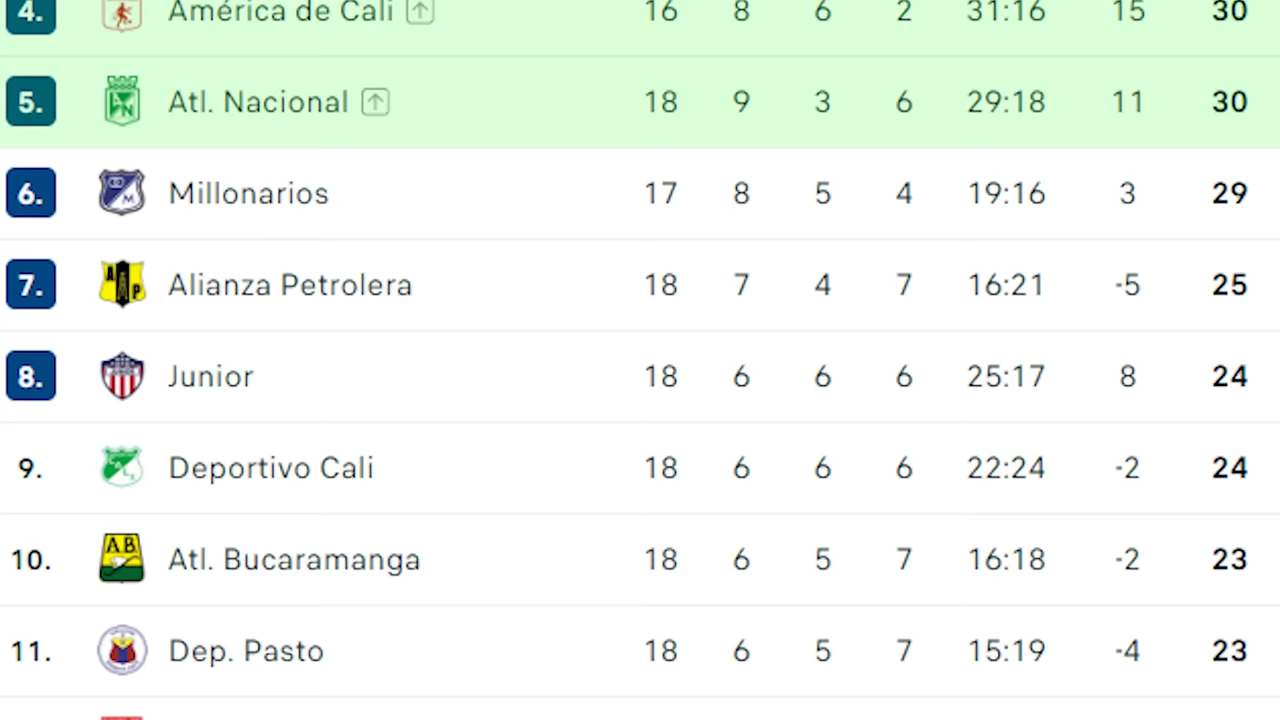 4. América de Cali 16 8 6 2 31:16 15 30
5. Atl. Nacional 18 9 3 6 29:18 11 30
6. Millonarios 17 8 5 4 19:16 3 29
7. Alianza Petrolera 18 7 4 7 16:21 -5 25
8. Junior 18 6 6 6 25:17 8 24
9. Deportivo Cali 18 6 6 6 22:24 -2 24
10. Atl. Bucaramanga 18 6 5 7 16:18 -2 23
11. Dep. Pasto 18 6 5 7 15:19 -4 23